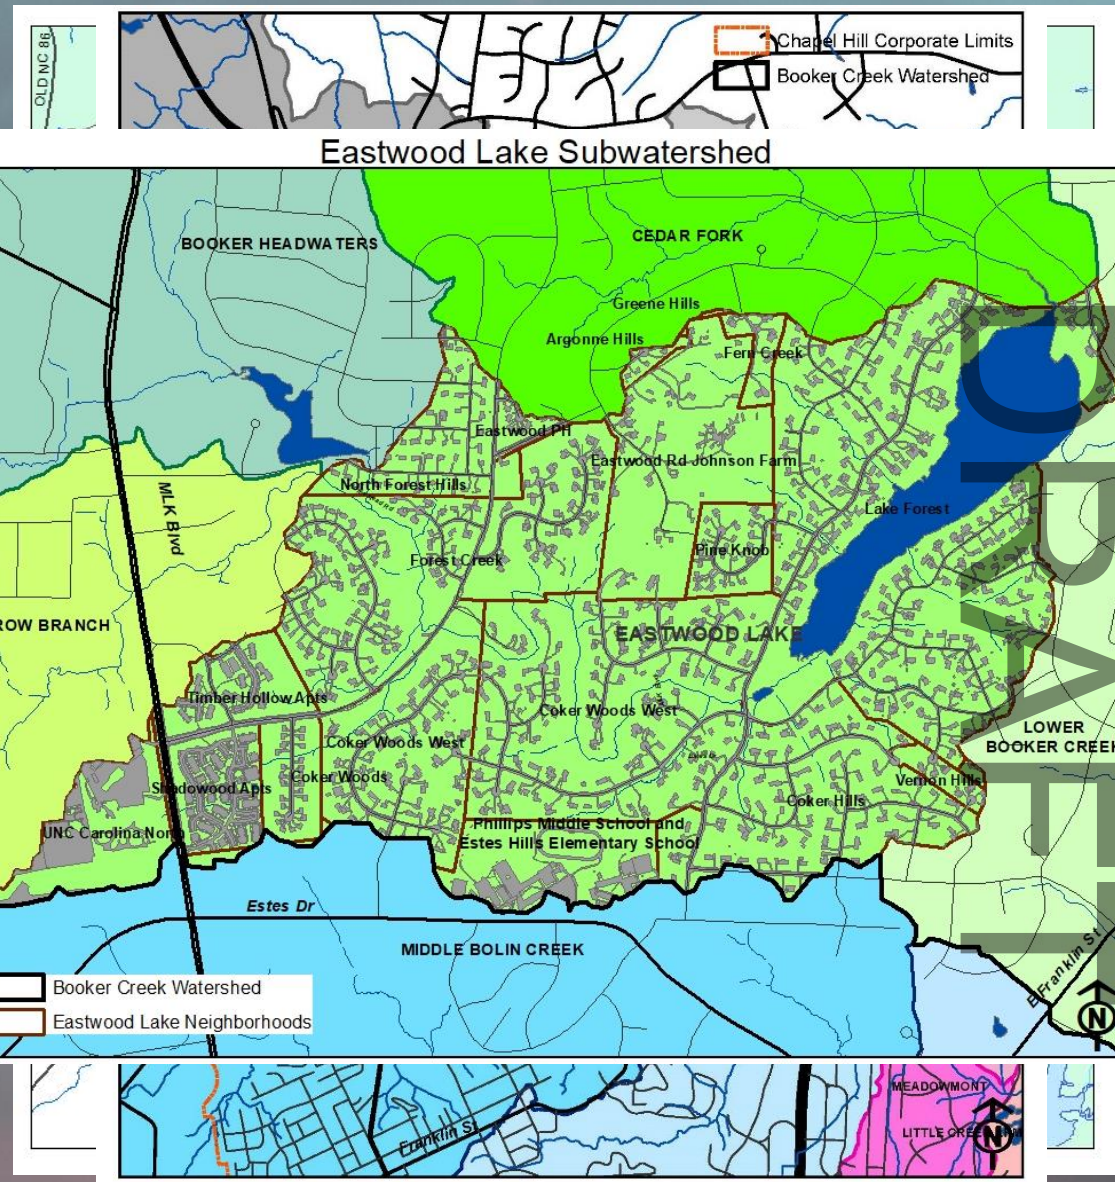 OLD NC 86
Chapel Hill Corporate Limits
Booker Creek Watershed
Eastwood Lake Subwatershed
BOOKER HEADWATERS
CEDAR FORK
Greene Hills
Argonne Hills
Fern Creek
Eastwood PH
Eastwood Rd Johnson Farm
North Forest Hills
Lake Forest
MLK Blvd
Pine Knob
Forest Creek
ROW BRANCH
EASTWOOD LAKE
Timber Hollow Apts
Coker Woods West
Coker Woods West
LOWER
BOOKER CREEK
Coker Woods
Vernon Hills
Shadowood Apts
Coker Hills
UNC Carolina North
Phillips Middle School and
Estes Hills Elementary School
Estes Dr
MIDDLE BOLIN CREEK
E Franklin St
Booker Creek Watershed
Eastwood Lake Neighborhoods
N
DRAFT
MEADOWMONT
Franklin St
N